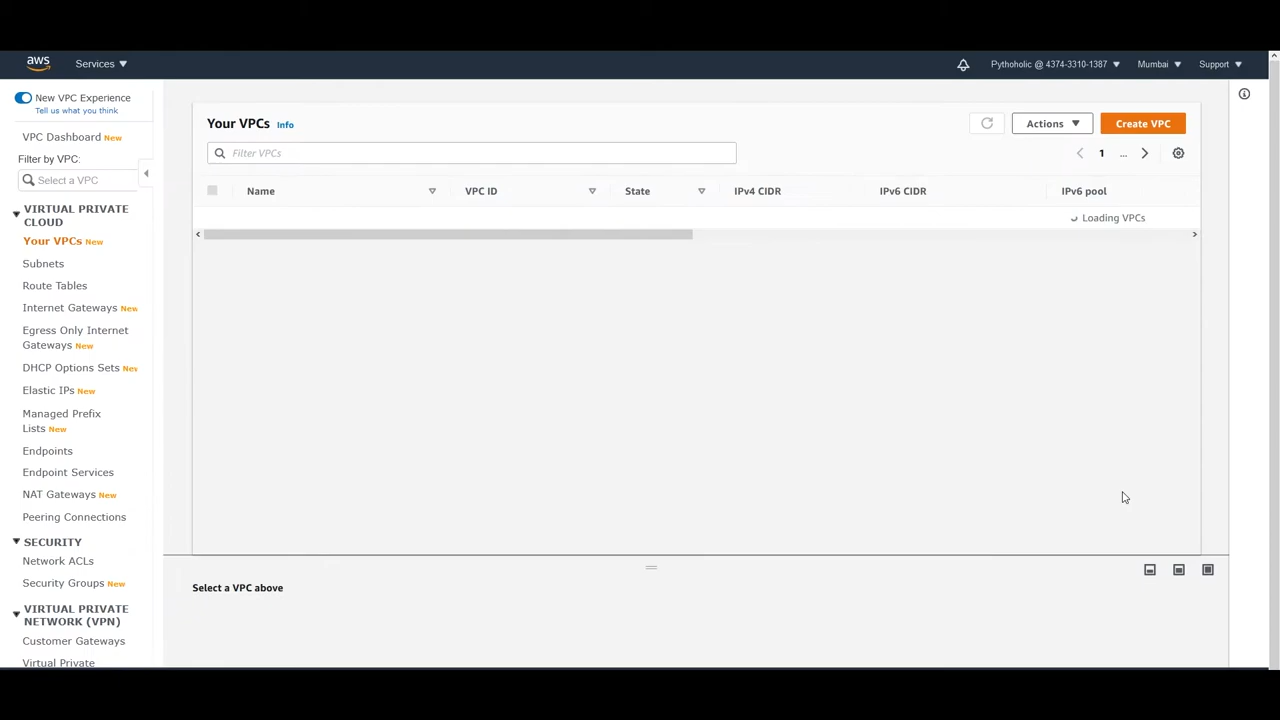 aws Services Pythoholic @ 4374-3310-1387 Mumbai Support
New VPC Experience
Tell us what you think
VPC Dashboard New
Filter by VPC:
Select a VPC
VIRTUAL PRIVATE
CLOUD
Your VPCs New
Subnets
Route Tables
Internet Gateways New
Egress Only Internet
Gateways New
DHCP Options Sets New
Elastic IPs New
Managed Prefix
Lists New
Endpoints
Endpoint Services
NAT Gateways New
Peering Connections
SECURITY
Network ACLs
Security Groups New
VIRTUAL PRIVATE
NETWORK (VPN)
Customer Gateways
Virtual Private
Your VPCs Info Actions Create VPC
Filter VPCs 1 ...
Name VPC ID State IPv4 CIDR IPv6 CIDR IPv6 pool
Loading VPCs
Select a VPC above